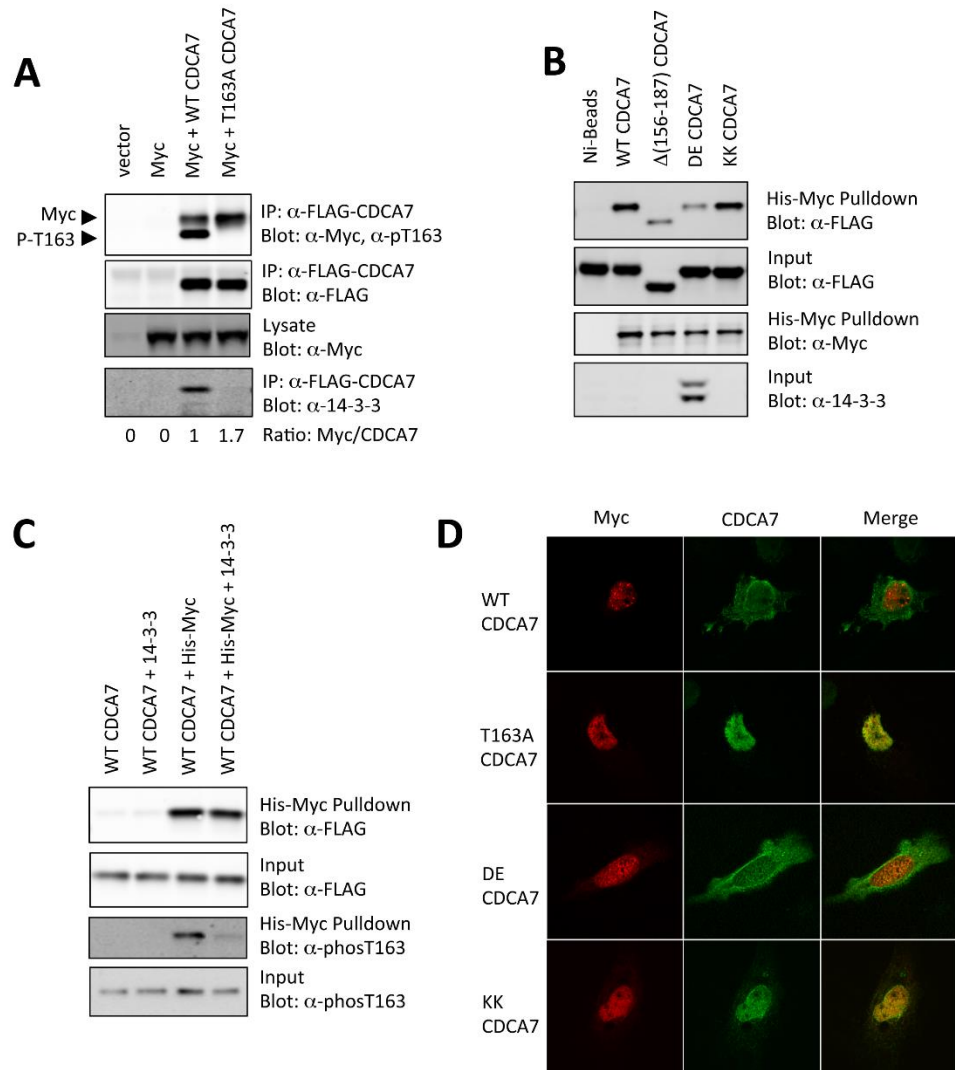 A
vector
Myc
Myc + WT CDCA7
Myc + T163A CDCA7
Myc
P-T163
IP: α-FLAG-CDCA7
Blot: α-Myc, α-pT163
IP: α-FLAG-CDCA7
Blot: α-FLAG
Lysate
Blot: α-Myc
IP: α-FLAG-CDCA7
Blot: α-14-3-3
0 0 1 1.7 Ratio: Myc/CDCA7
B
Ni-Beads
WT CDCA7
Δ(156-187) CDCA7
DE CDCA7
KK CDCA7
His-Myc Pulldown
Blot: α-FLAG
Input
Blot: α-FLAG
His-Myc Pulldown
Blot: α-Myc
Input
Blot: α-14-3-3
C
WT CDCA7
WT CDCA7 + 14-3-3
WT CDCA7 + His-Myc
WT CDCA7 + His-Myc + 14-3-3
His-Myc Pulldown
Blot: α-FLAG
Input
Blot: α-FLAG
His-Myc Pulldown
Blot: α-phosT163
Input
Blot: α-phosT163
D
Myc CDCA7 Merge
WT
CDCA7
T163A
CDCA7
DE
CDCA7
KK
CDCA7